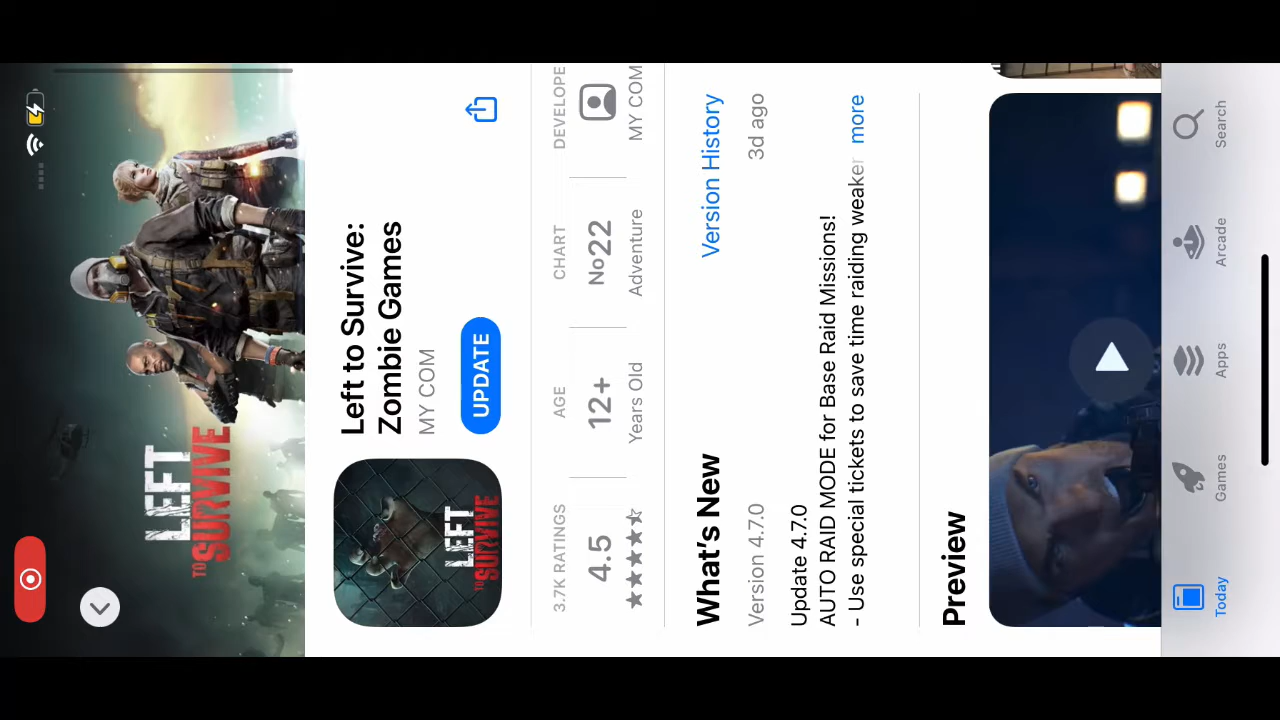 LEFT
TO SURVIVE
LEFT
TO SURVIVE
Left to Survive:
Zombie Games
MY COM
UPDATE
3.7K RATINGS
4.5
AGE
12+
Years Old
CHART
No22
Adventure
DEVELOPE
MY COM
What's New
Version History
Version 4.7.0
3d ago
Update 4.7.0
AUTO RAID MODE for Base Raid Missions!
- Use special tickets to save time raiding weaker
more
Preview
Today
Games
Apps
Arcade
Search